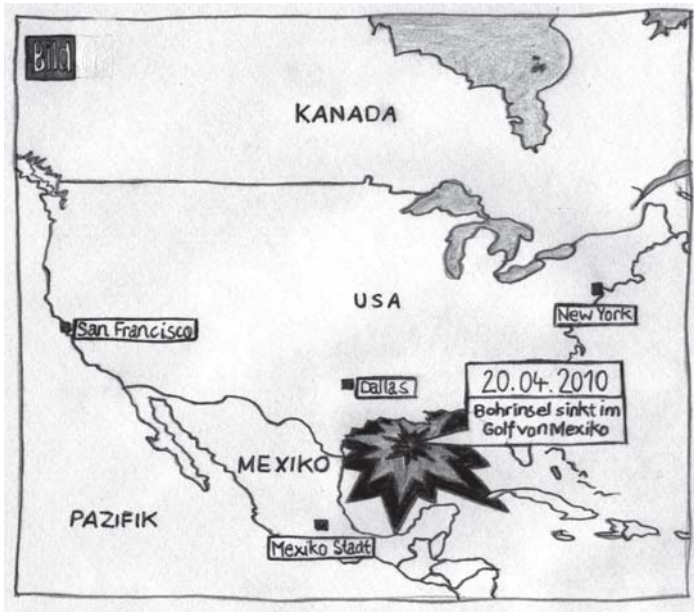 Bild
KANADA
USA
New York
San Francisco
Dallas
20.04.2010
Bohrinsel sinkt im
Golf von Mexiko
MEXIKO
PAZIFIK
Mexiko Stadt